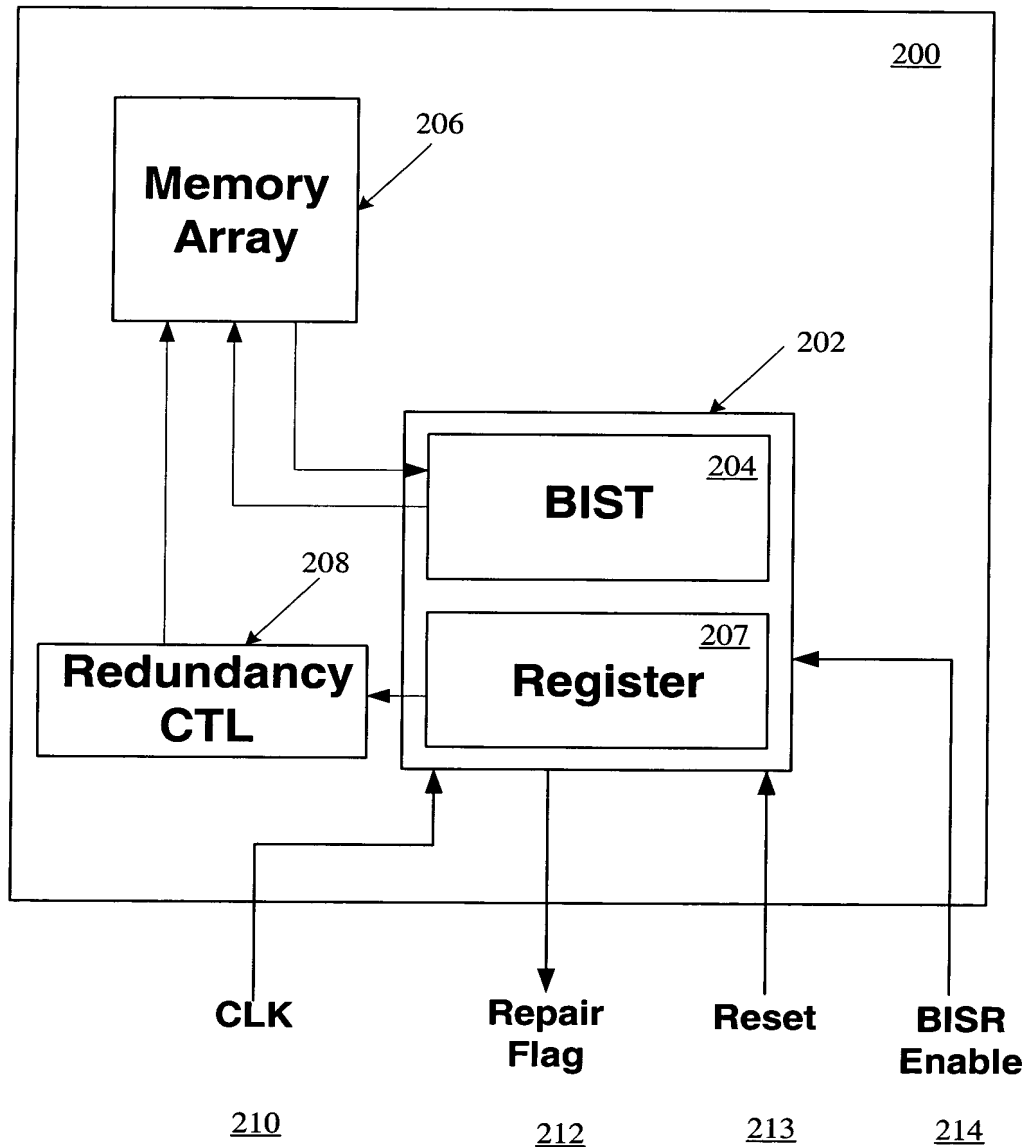 200
206
Memory
Array
202
204
BIST
208
207
Redundancy
CTL
Register
CLK
Repair
Flag
Reset
BISR
Enable
210
212
213
214